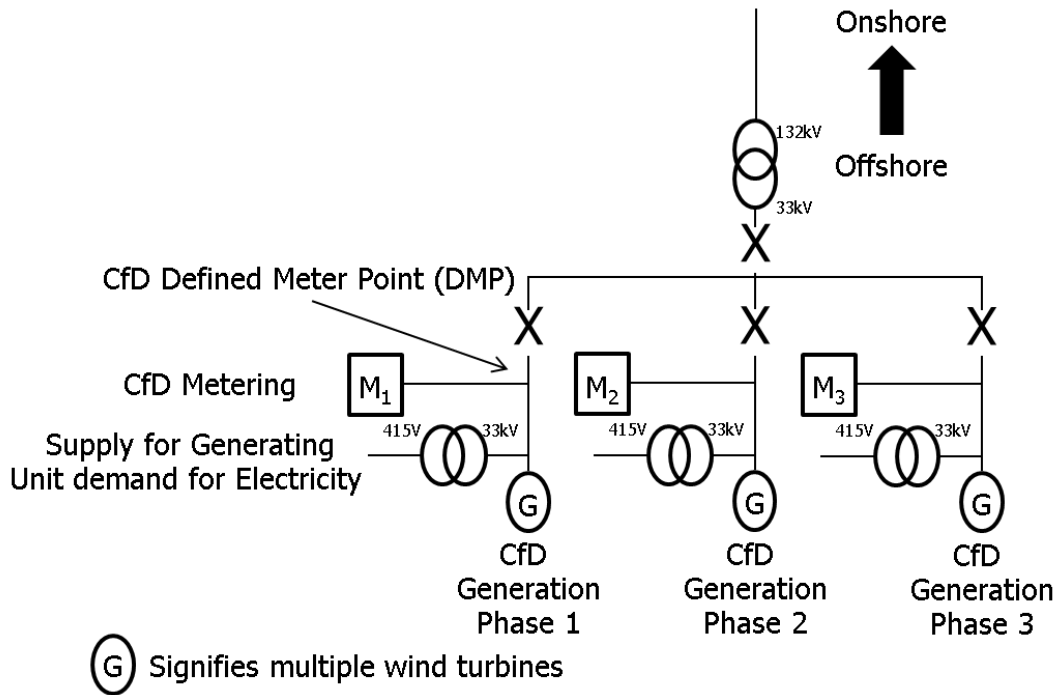 Onshore
132kV
Offshore
33kV
X
CfD Defined Meter Point (DMP)
X X X
CfD Metering
M₁ M₂ M₃
415V 33kV 415V 33kV 415V 33kV
Supply for Generating
Unit demand for Electricity
G G G
CfD CfD CfD
Generation Generation Generation
Phase 1 Phase 2 Phase 3
G Signifies multiple wind turbines